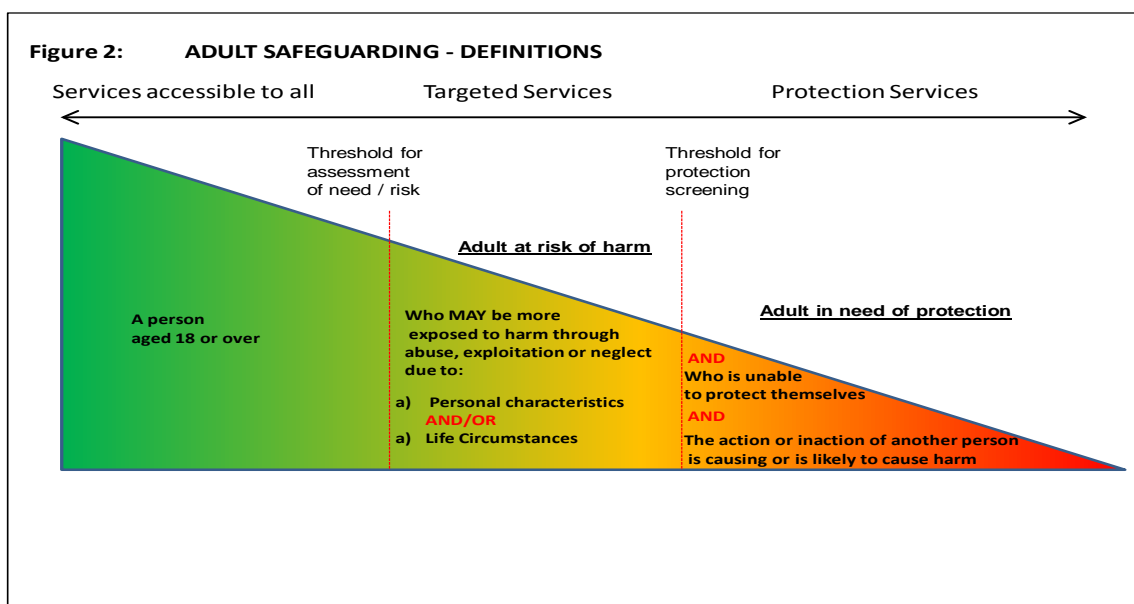 Figure 2: ADULT SAFEGUARDING - DEFINITIONS
Services accessible to all
Targeted Services
Protection Services
Threshold for
assessment
of need / risk
Threshold for
protection
screening
Adult at risk of harm
Adult in need of protection
A person
aged 18 or over
Who MAY be more
exposed to harm through
abuse, exploitation or neglect
due to:
a) Personal characteristics
AND/OR
a) Life Circumstances
AND
Who is unable
to protect themselves
AND
The action or inaction of another person
is causing or is likely to cause harm